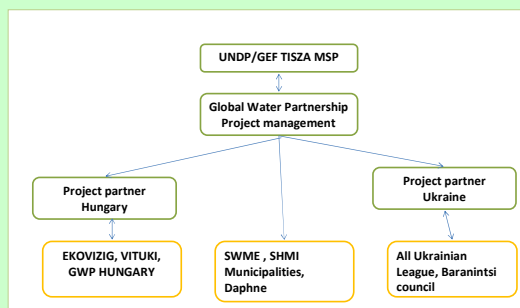 UNDP/GEF TISZA MSP
Global Water Partnership
Project management
Project partner
Hungary
Project partner
Ukraine
EKOVIZIG, VITUKI,
GWP HUNGARY
SWME , SHMI
Municipalities,
Daphne
All Ukrainian
League, Baranintsi
council